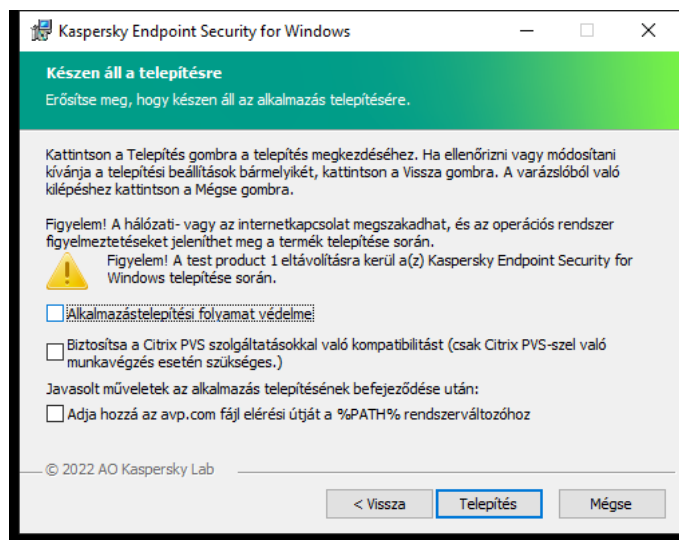 Kaspersky Endpoint Security for Windows
Készen áll a telepítésre
Erősítse meg, hogy készen áll az alkalmazás telepítésére.
Kattintson a Telepítés gombra a telepítés megkezdéséhez. Ha ellenőrizni vagy módosítani
kívánja a telepítési beállítások bármelyikét, kattintson a Vissza gombra. A varázslóból való
kilépéshez kattintson a Mégse gombra.
Figyelem! A hálózati- vagy az internetkapcsolat megszakadhat, és az operációs rendszer
figyelmeztetéseket jeleníthet meg a termék telepítése során.
Figyelem! A test product 1 eltávolításra kerül a(z) Kaspersky Endpoint Security for
Windows telepítése során.
Alkalmazástelepítési folyamat védelme
Biztosítsa a Citrix PVS szolgáltatásokkal való kompatibilitást (csak Citrix PVS-szel való
munkavégzés esetén szükséges.)
Javasolt műveletek az alkalmazás telepítésének befejeződése után:
Adja hozzá az avp.com fájl elérési útját a %PATH% rendszerváltozóhoz
© 2022 AO Kaspersky Lab
< Vissza
Telepítés
Mégse